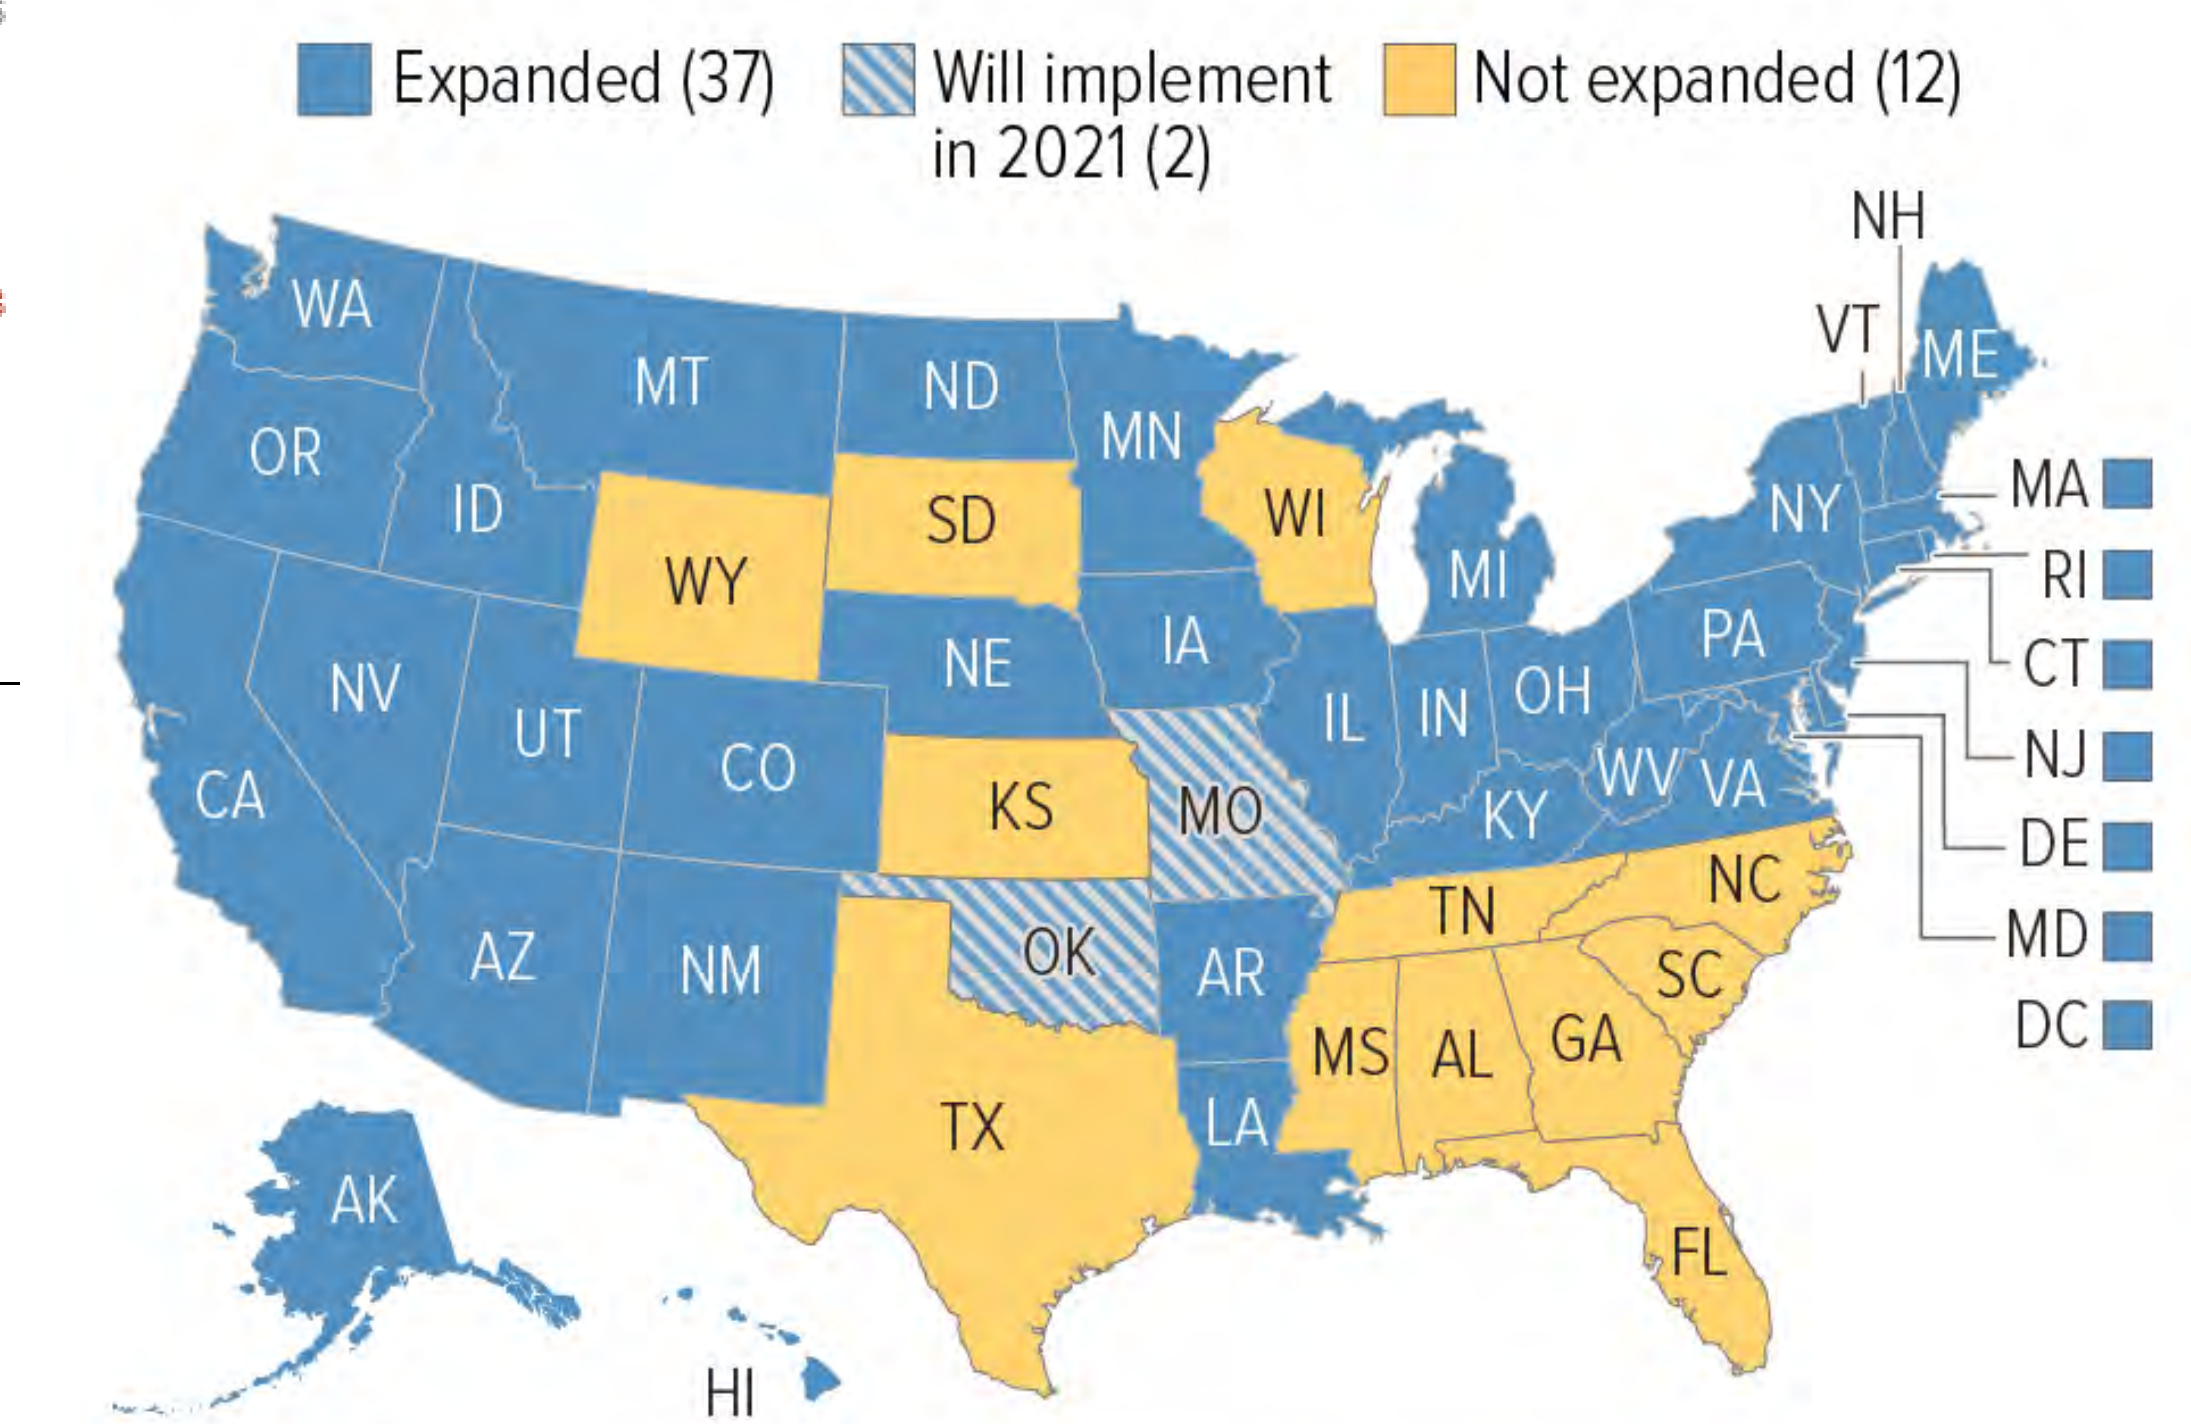 Expanded (37)
Will implement
in 2021 (2)
Not expanded (12)
NH
VT
ME
WA
MT
ND
MN
OR
ID
SD
WI
NY
MA
WY
MI
RI
NV
NE
IA
PA
CT
UT
CO
IL
IN
OH
NJ
CA
KS
MO
KY
WV
VA
DE
AZ
NM
OK
AR
TN
NC
MD
SC
DC
TX
LA
MS
AL
GA
AK
FL
HI